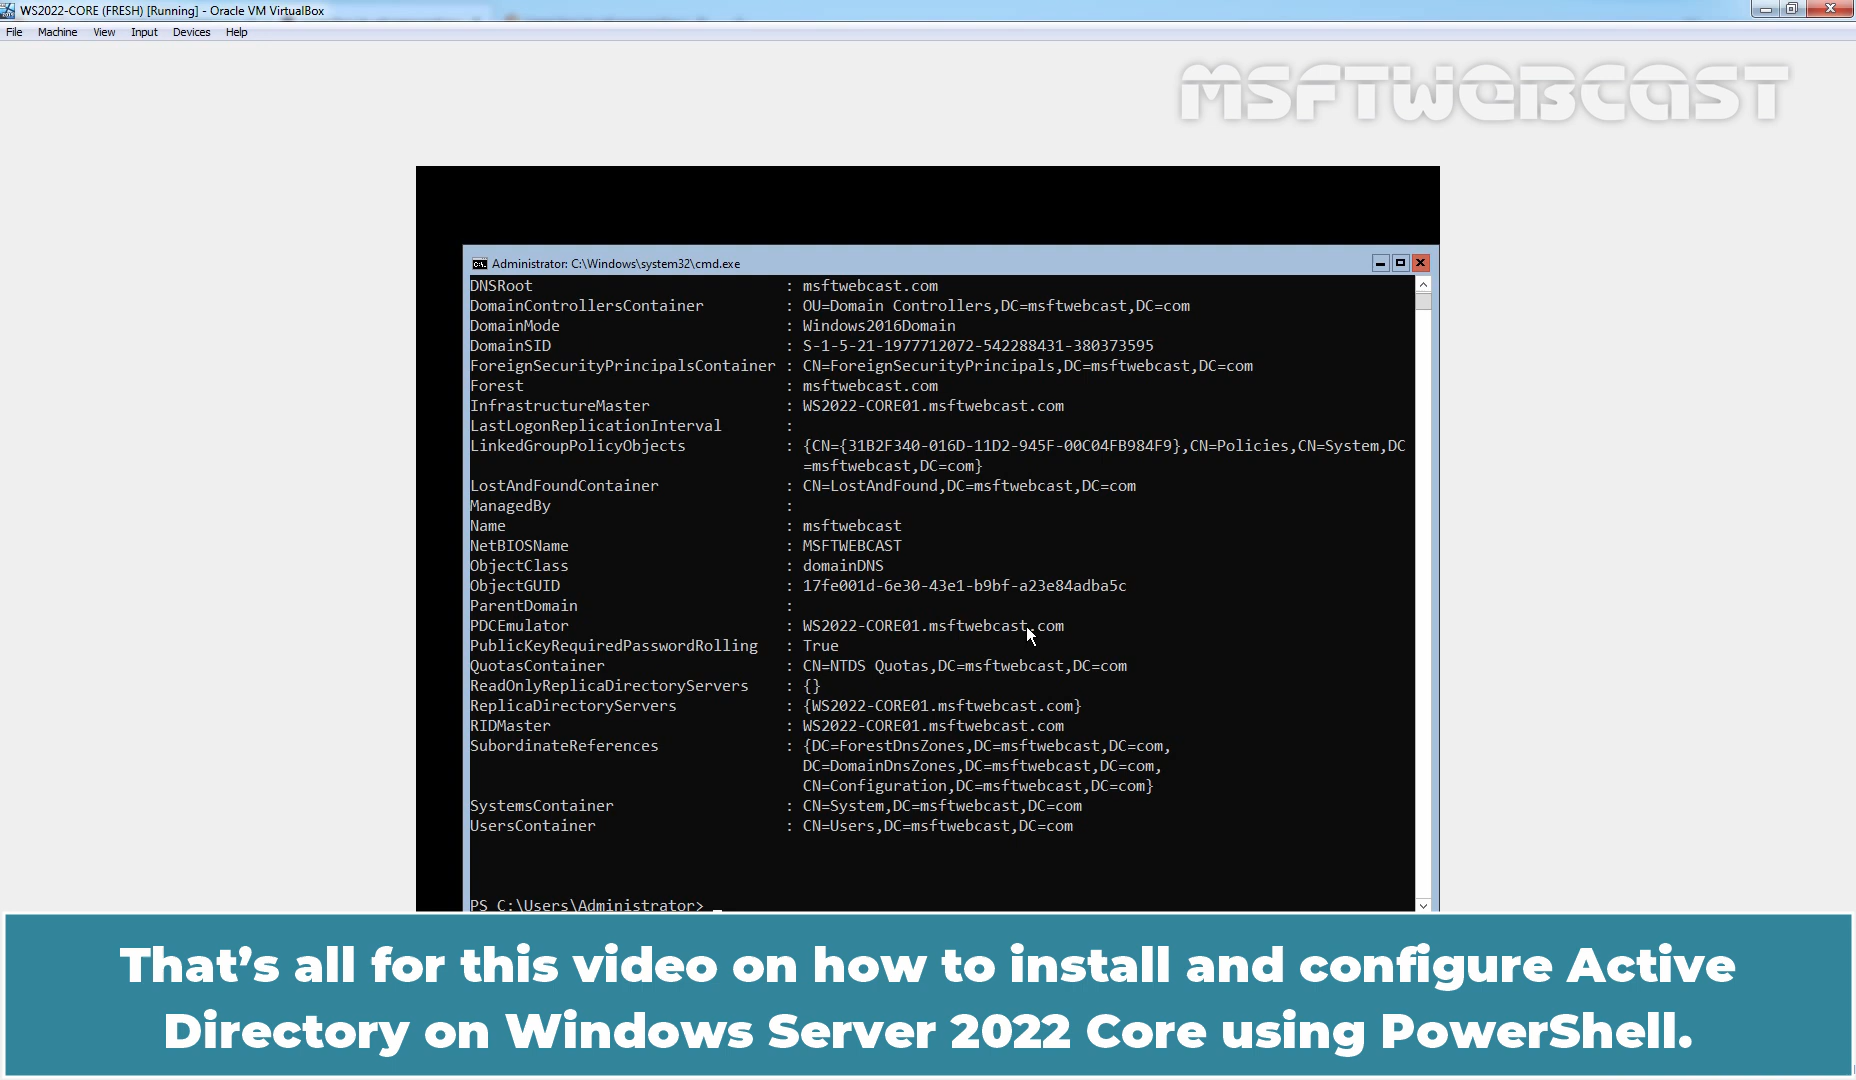 WS2022-CORE (FRESH) [Running] - Oracle VM VirtualBox
File Machine View Input Devices Help
MSFTWEBCAST
Administrator: C:\Windows\system32\cmd.exe
DNSRoot : msftwebcast.com
DomainControllersContainer : OU=Domain Controllers,DC=msftwebcast,DC=com
DomainMode : Windows2016Domain
DomainSID : S-1-5-21-1977712072-542288431-380373595
ForeignSecurityPrincipalsContainer : CN=ForeignSecurityPrincipals,DC=msftwebcast,DC=com
Forest : msftwebcast.com
InfrastructureMaster : WS2022-CORE01.msftwebcast.com
LastLogonReplicationInterval :
LinkedGroupPolicyObjects : {CN={31B2F340-016D-11D2-945F-00C04FB984F9},CN=Policies,CN=System,DC
=msftwebcast,DC=com}
LostAndFoundContainer : CN=LostAndFound,DC=msftwebcast,DC=com
ManagedBy :
Name : msftwebcast
NetBIOSName : MSFTWEBCAST
ObjectClass : domainDNS
ObjectGUID : 17fe001d-6e30-43e1-b9bf-a23e84adba5c
ParentDomain :
PDCEmulator : WS2022-CORE01.msftwebcast.com
PublicKeyRequiredPasswordRolling : True
QuotasContainer : CN=NTDS Quotas,DC=msftwebcast,DC=com
ReadOnlyReplicaDirectoryServers : {}
ReplicaDirectoryServers : {WS2022-CORE01.msftwebcast.com}
RIDMaster : WS2022-CORE01.msftwebcast.com
SubordinateReferences : {DC=ForestDnsZones,DC=msftwebcast,DC=com,
DC=DomainDnsZones,DC=msftwebcast,DC=com,
CN=Configuration,DC=msftwebcast,DC=com}
SystemsContainer : CN=System,DC=msftwebcast,DC=com
UsersContainer : CN=Users,DC=msftwebcast,DC=com
PS C:\Users\Administrator> _
That's all for this video on how to install and configure Active
Directory on Windows Server 2022 Core using PowerShell.